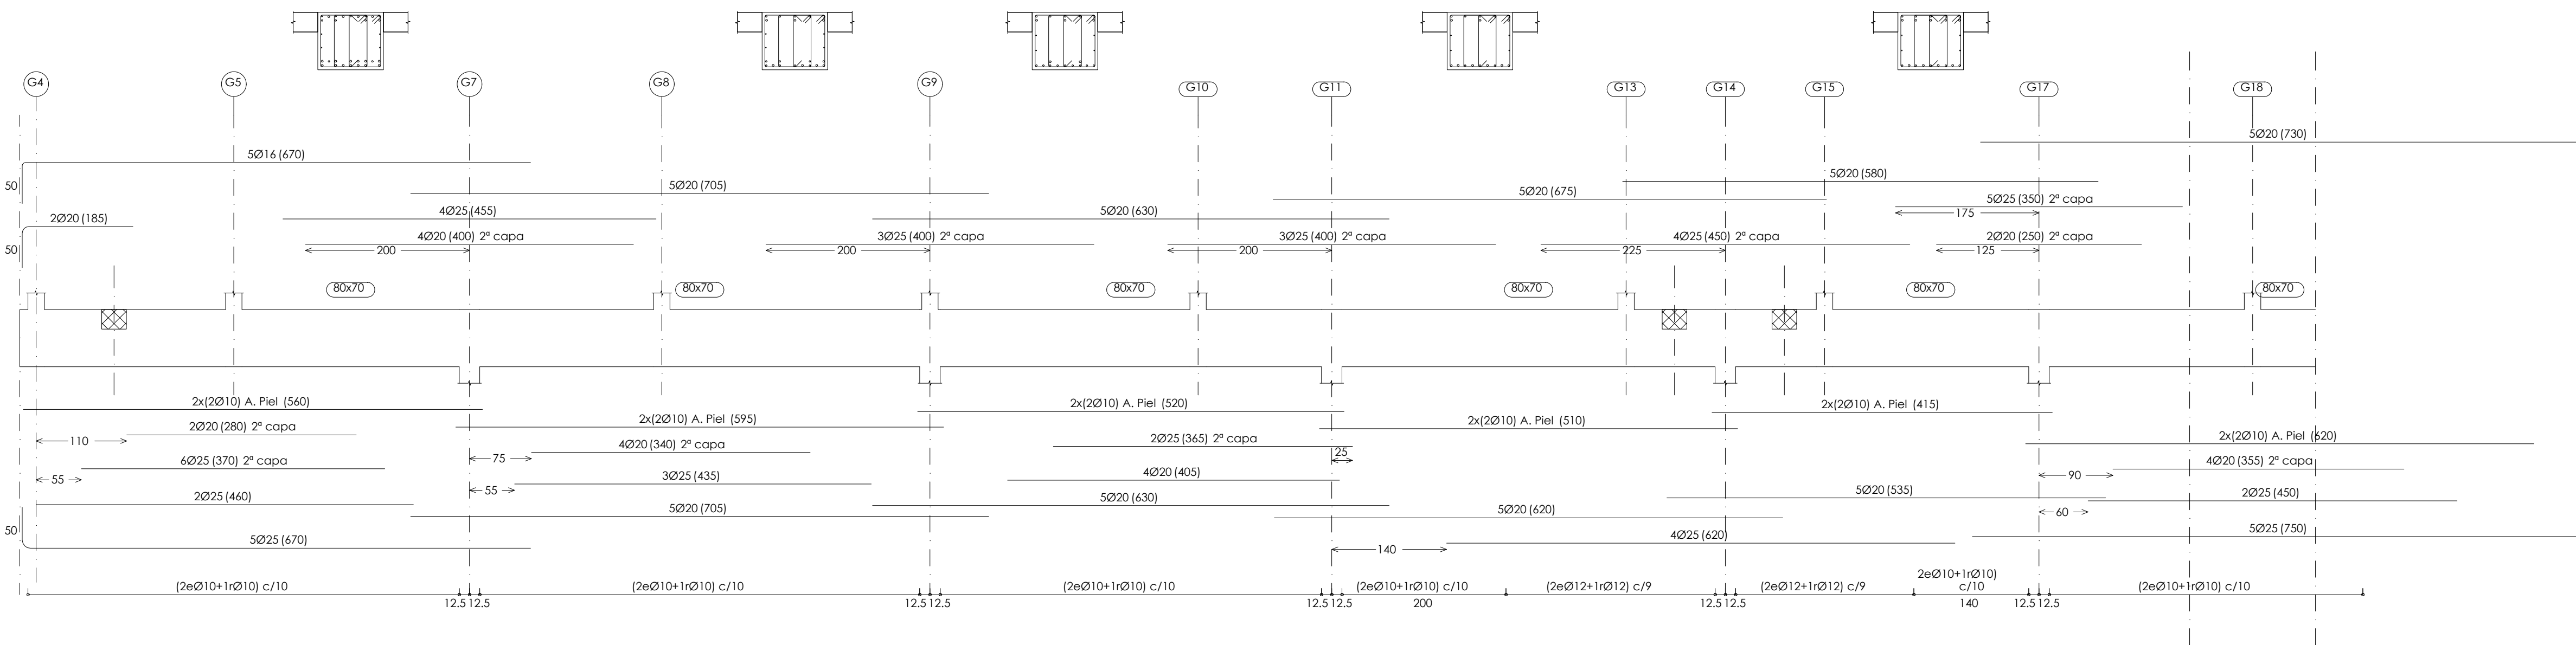 G4 G5 G7 G8 G9 G10 G11 G13 G14 G15 G17 G18
5Ø20 (730)
5Ø16 (670)
5Ø20 (580)
50
5Ø20 (705)
5Ø20 (675)
5Ø25 (350) 2ª capa
175
2Ø20 (185)
4Ø25 (455)
5Ø20 (630)
4Ø20 (400) 2ª capa
3Ø25 (400) 2ª capa
3Ø25 (400) 2ª capa
4Ø25 (450) 2ª capa
2Ø20 (250) 2ª capa
50
200
200
200
225
125
80x70 80x70 80x70 80x70 80x70 80x70
2x(2Ø10) A. Piel (560)
2x(2Ø10) A. Piel (595)
2x(2Ø10) A. Piel (520)
2x(2Ø10) A. Piel (510)
2x(2Ø10) A. Piel (415)
2x(2Ø10) A. Piel (620)
2Ø20 (280) 2ª capa
110
4Ø20 (340) 2ª capa
75
2Ø25 (365) 2ª capa
25
6Ø25 (370) 2ª capa
55
3Ø25 (435)
55
4Ø20 (405)
4Ø20 (355) 2ª capa
90
2Ø25 (460)
5Ø20 (705)
5Ø20 (630)
5Ø20 (620)
5Ø20 (535)
2Ø25 (450)
60
50
5Ø25 (670)
4Ø25 (620)
140
5Ø25 (750)
(2eØ10+1rØ10) c/10
(2eØ10+1rØ10) c/10
(2eØ10+1rØ10) c/10
(2eØ10+1rØ10) c/10
(2eØ12+1rØ12) c/9
(2eØ12+1rØ12) c/9
2eØ10+1rØ10)
c/10
(2eØ10+1rØ10) c/10
12.5 12.5
12.5 12.5
12.5 12.5
200
12.5 12.5
140
12.5 12.5